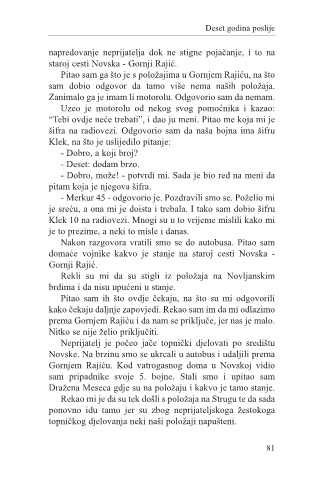 Deset godina poslije
napredovanje neprijatelja dok ne stigne pojačanje, i to na
staroj cesti Novska - Gornji Rajić.
Pitao sam ga što je s položajima u Gornjem Rajiću, na što
sam dobio odgovor da tamo više nema naših položaja.
Zanimalo ga je imam li motorolu. Odgovorio sam da nemam.
Uzeo je motorolu od nekog svog pomoćnika i kazao:
“Tebi ovdje neće trebati”, i dao ju meni. Pitao me koja mi je
šifra na radiovezi. Odgovorio sam da naša bojna ima šifru
Klek, na što je uslijedilo pitanje:
- Dobro, a koji broj?
- Deset: dodam brzo.
- Dobro, može! - potvrdi mi. Sada je bio red na meni da
pitam koja je njegova šifra.
- Merkur 45 - odgovorio je. Pozdravili smo se. Poželio mi
je sreću, a ona mi je doista i trebala. I tako sam dobio šifru
Klek 10 na radiovezi. Mnogi su u to vrijeme mislili kako mi
je to prezime, a neki to misle i danas.
Nakon razgovora vratili smo se do autobusa. Pitao sam
domaće vojnike kakvo je stanje na staroj cesti Novska -
Gornji Rajić.
Rekli su mi da su stigli iz položaja na Novljanskim
brdima i da nisu upućeni u stanje.
Pitao sam ih što ovdje čekaju, na što su mi odgovorili
kako čekaju daljnje zapovjedi. Rekao sam im da mi odlazimo
prema Gornjem Rajiću i da nam se priključe, jer nas je malo.
Nitko se nije želio priključiti.
Neprijatelj je počeo jače topnički djelovati po središtu
Novske. Na brzinu smo se ukrcali u autobus i udaljili prema
Gornjem Rajiću. Kod vatrogasnog doma u Novskoj vidio
sam pripadnike svoje 5. bojne. Stali smo i upitao sam
Dražena Meseca gdje su na položaju i kakvo je tamo stanje.
Rekao mi je da su tek došli s položaja na Strugu te da sada
ponovno idu tamo jer su zbog neprijateljskoga žestokoga
topničkog djelovanja neki naši položaji napušteni.
81